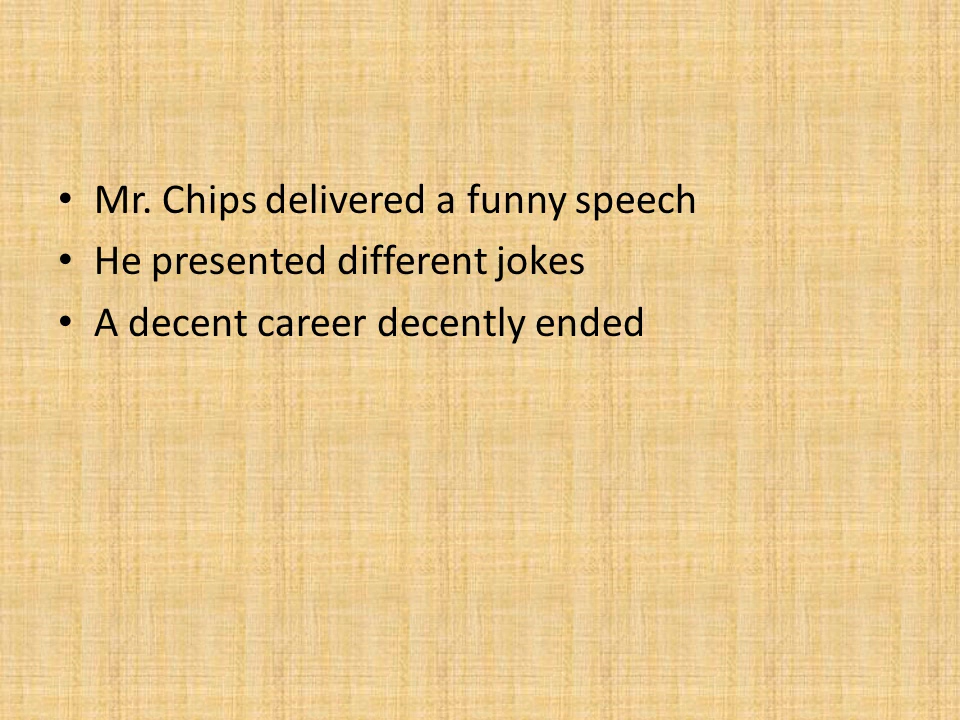 • Mr. Chips delivered a funny speech
• He presented different jokes
• A decent career decently ended